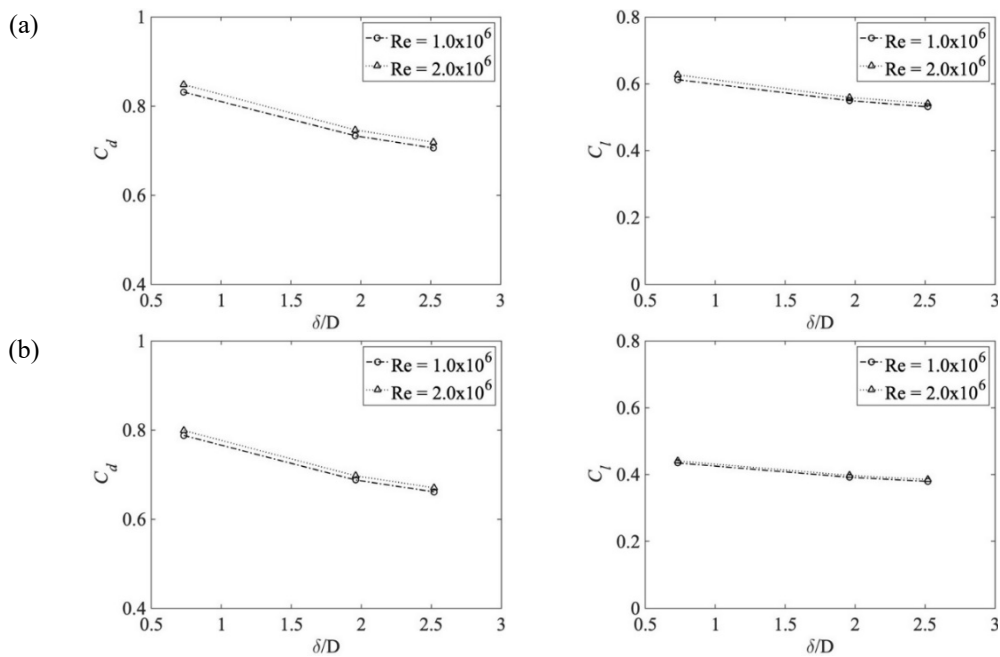 (a)
1
0.8
0.6
0.4
C_d
0.5 1 1.5 2 2.5 3
δ/D
Re = 1.0x10^6
Re = 2.0x10^6
0.8
0.6
0.4
0.2
0
C_l
0.5 1 1.5 2 2.5 3
δ/D
Re = 1.0x10^6
Re = 2.0x10^6
(b)
1
0.8
0.6
0.4
C_d
0.5 1 1.5 2 2.5 3
δ/D
Re = 1.0x10^6
Re = 2.0x10^6
0.8
0.6
0.4
0.2
0
C_l
0.5 1 1.5 2 2.5 3
δ/D
Re = 1.0x10^6
Re = 2.0x10^6